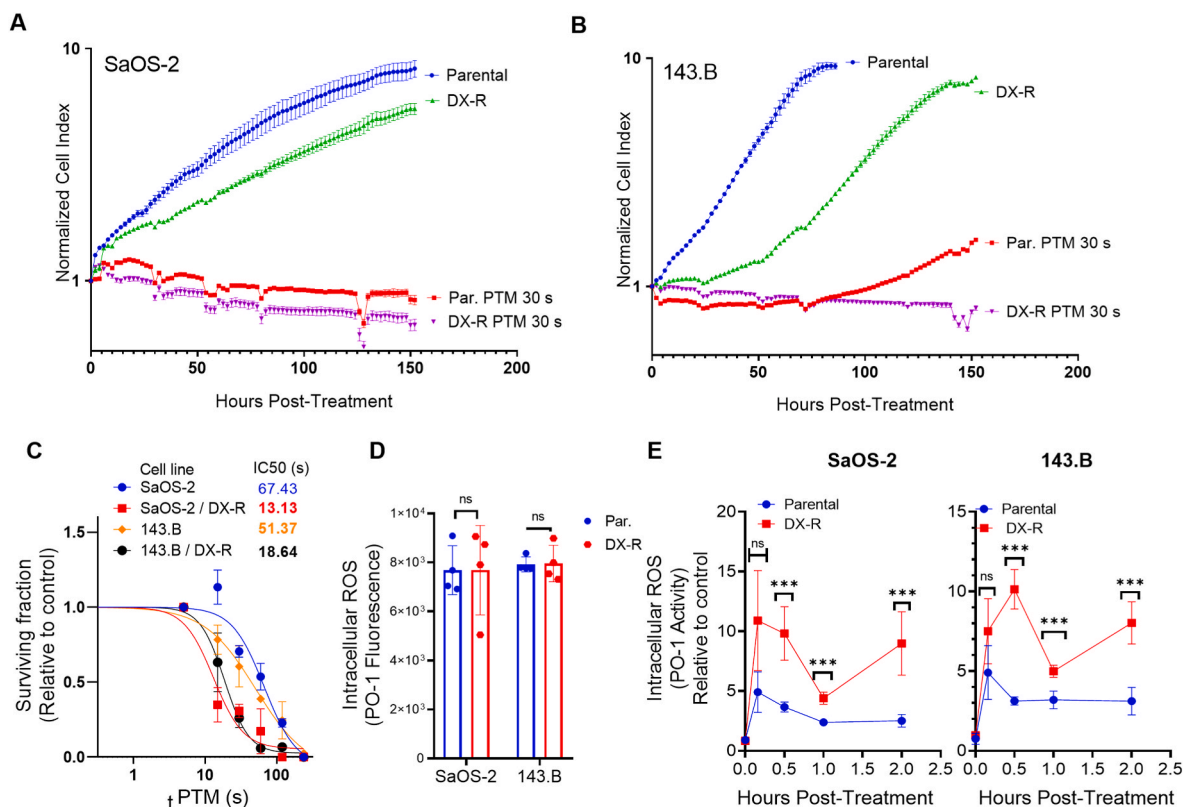 A
SaOS-2
Normalized Cell Index
10
1
Parental
DX-R
Par. PTM 30 s
DX-R PTM 30 s
0 50 100 150 200
Hours Post-Treatment
B
143.B
Normalized Cell Index
10
1
Parental
DX-R
Par. PTM 30 s
DX-R PTM 30 s
0 50 100 150 200
Hours Post-Treatment
C
Cell line IC50 (s)
SaOS-2 67.43
SaOS-2 / DX-R 13.13
143.B 51.37
143.B / DX-R 18.64
Surviving fraction
(Relative to control)
1.5
1.0
0.5
0.0
1 10 100
t PTM (s)
D
Intracellular ROS
(PO-1 Fluorescence)
1×10⁴
8×10³
6×10³
4×10³
2×10³
0
ns
ns
Par.
DX-R
SaOS-2 143.B
E
SaOS-2
Intracellular ROS
(PO-1 Activity)
Relative to control
20
15
10
5
0
Parental
DX-R
ns
***
***
***
0.0 0.5 1.0 1.5 2.0 2.5
Hours Post-Treatment
143.B
15
10
5
0
Parental
DX-R
ns
***
***
***
0.0 0.5 1.0 1.5 2.0 2.5
Hours Post-Treatment